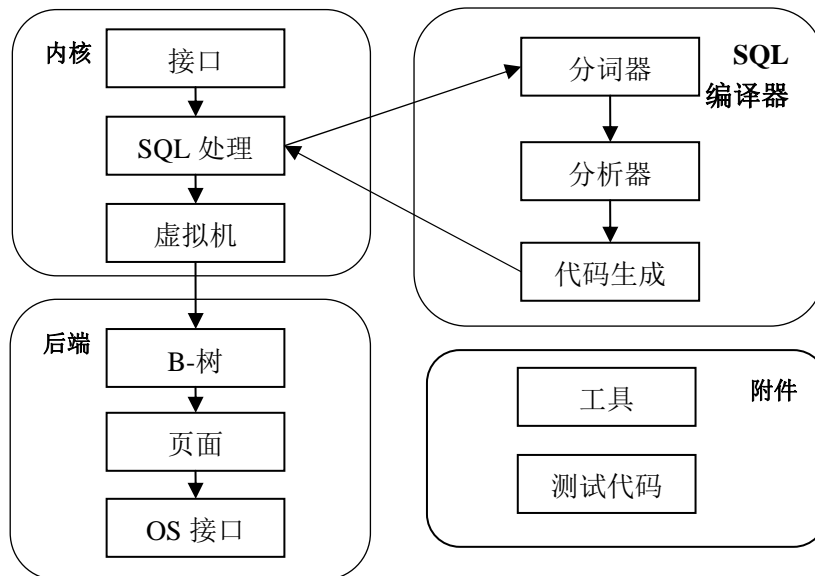 内核
接口
SQL 处理
虚拟机
SQL
编译器
分词器
分析器
代码生成
后端
B-树
页面
OS 接口
附件
工具
测试代码